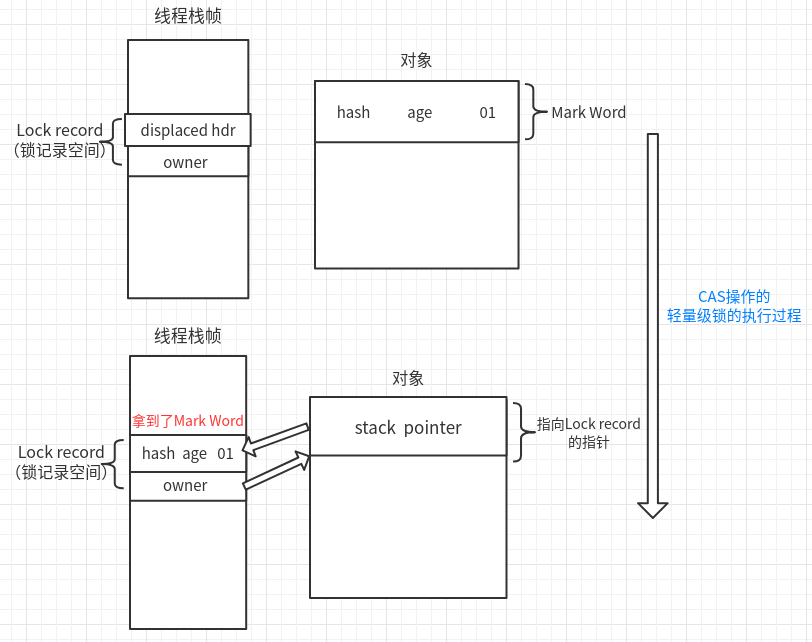 线程栈帧
对象
hash age 01
Mark Word
displaced hdr
Lock record
（锁记录空间）
owner
CAS操作的
轻量级锁的执行过程
线程栈帧
对象
拿到了Mark Word
stack pointer
指向Lock record
的指针
Lock record
（锁记录空间）
hash age 01
owner